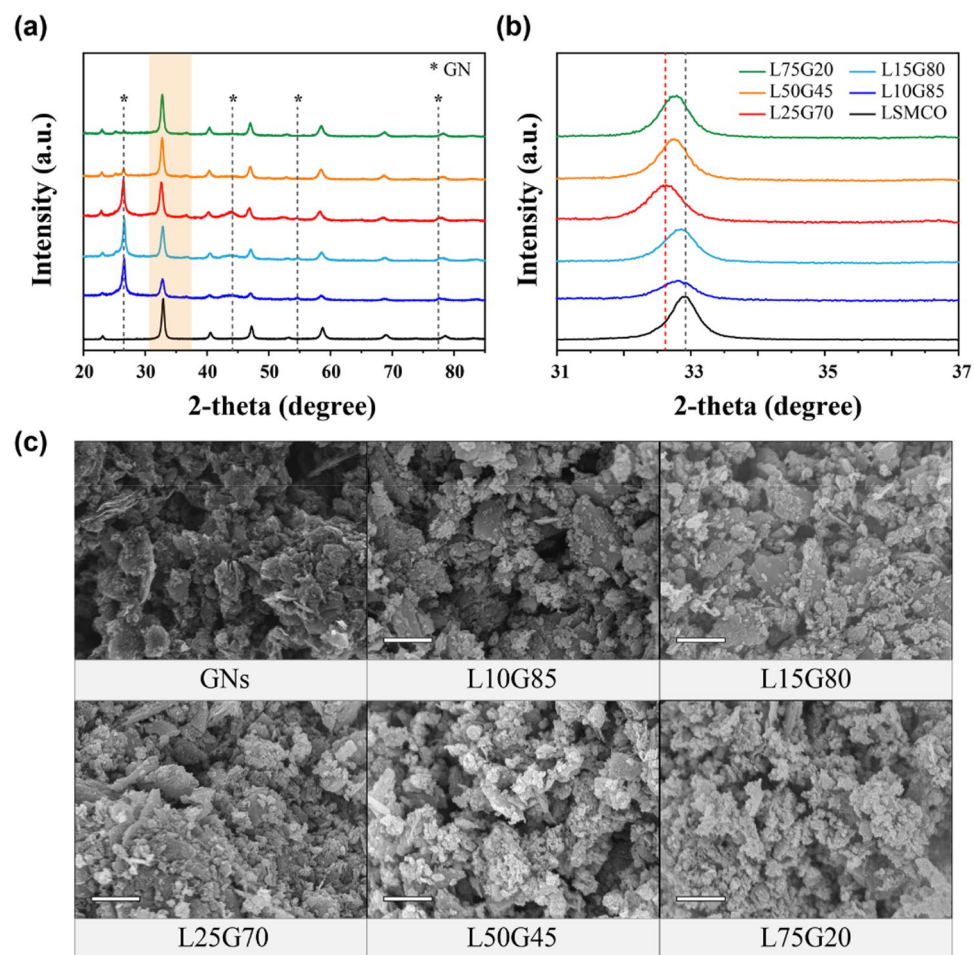 (a)
(b)
* GN
* * * *
Intensity (a.u.)
20 30 40 50 60 70 80
2-theta (degree)
L75G20 L15G80
L50G45 L10G85
L25G70 LSMCO
Intensity (a.u.)
31 33 35 37
2-theta (degree)
(c)
GNs L10G85 L15G80
L25G70 L50G45 L75G20